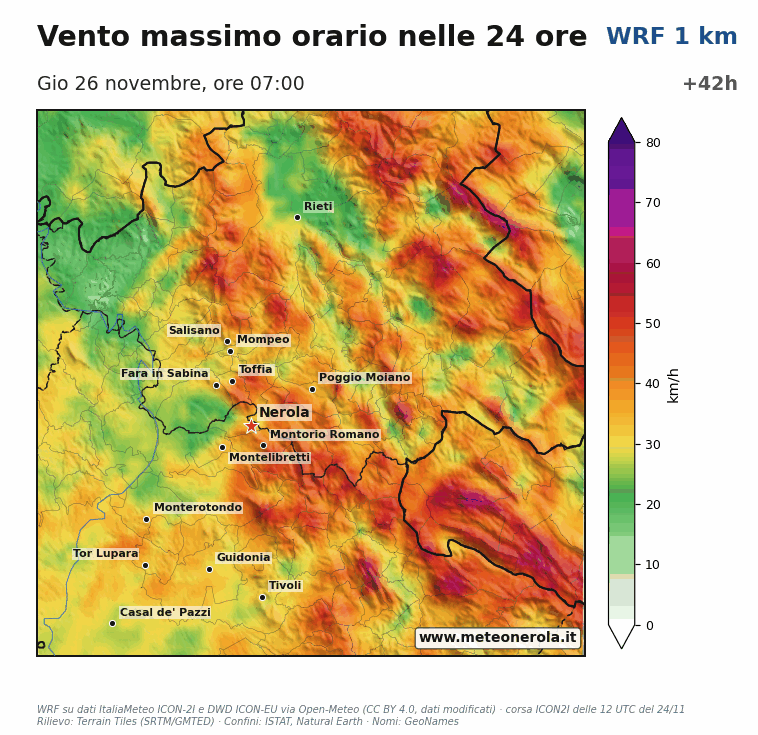 Vento massimo orario nelle 24 ore WRF 1 km
Gio 26 novembre, ore 07:00 +42h
80
70
60
50
40
30
20
10
0
km/h
Rieti
Salisano
Mompeo
Toffia
Fara in Sabina
Poggio Moiano
Nerola
Montorio Romano
Montelibretti
Monterotondo
Tor Lupara
Guidonia
Tivoli
Casal de' Pazzi
www.meteonerola.it
WRF su dati ItaliaMeteo ICON-2I e DWD ICON-EU via Open-Meteo (CC BY 4.0, dati modificati) · corsa ICON2I delle 12 UTC del 24/11
Rilievo: Terrain Tiles (SRTM/GMTED) · Confini: ISTAT, Natural Earth · Nomi: GeoNames